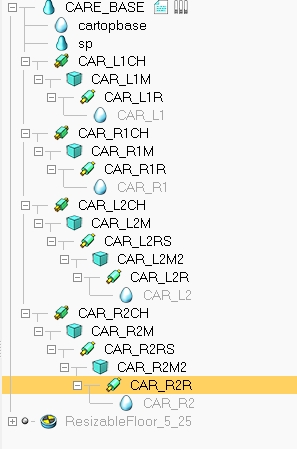 CARE_BASE
cartopbase
sp
CAR_L1CH
CAR_L1M
CAR_L1R
CAR_L1
CAR_R1CH
CAR_R1M
CAR_R1R
CAR_R1
CAR_L2CH
CAR_L2M
CAR_L2RS
CAR_L2M2
CAR_L2R
CAR_L2
CAR_R2CH
CAR_R2M
CAR_R2RS
CAR_R2M2
CAR_R2R
CAR_R2
ResizableFloor_5_25